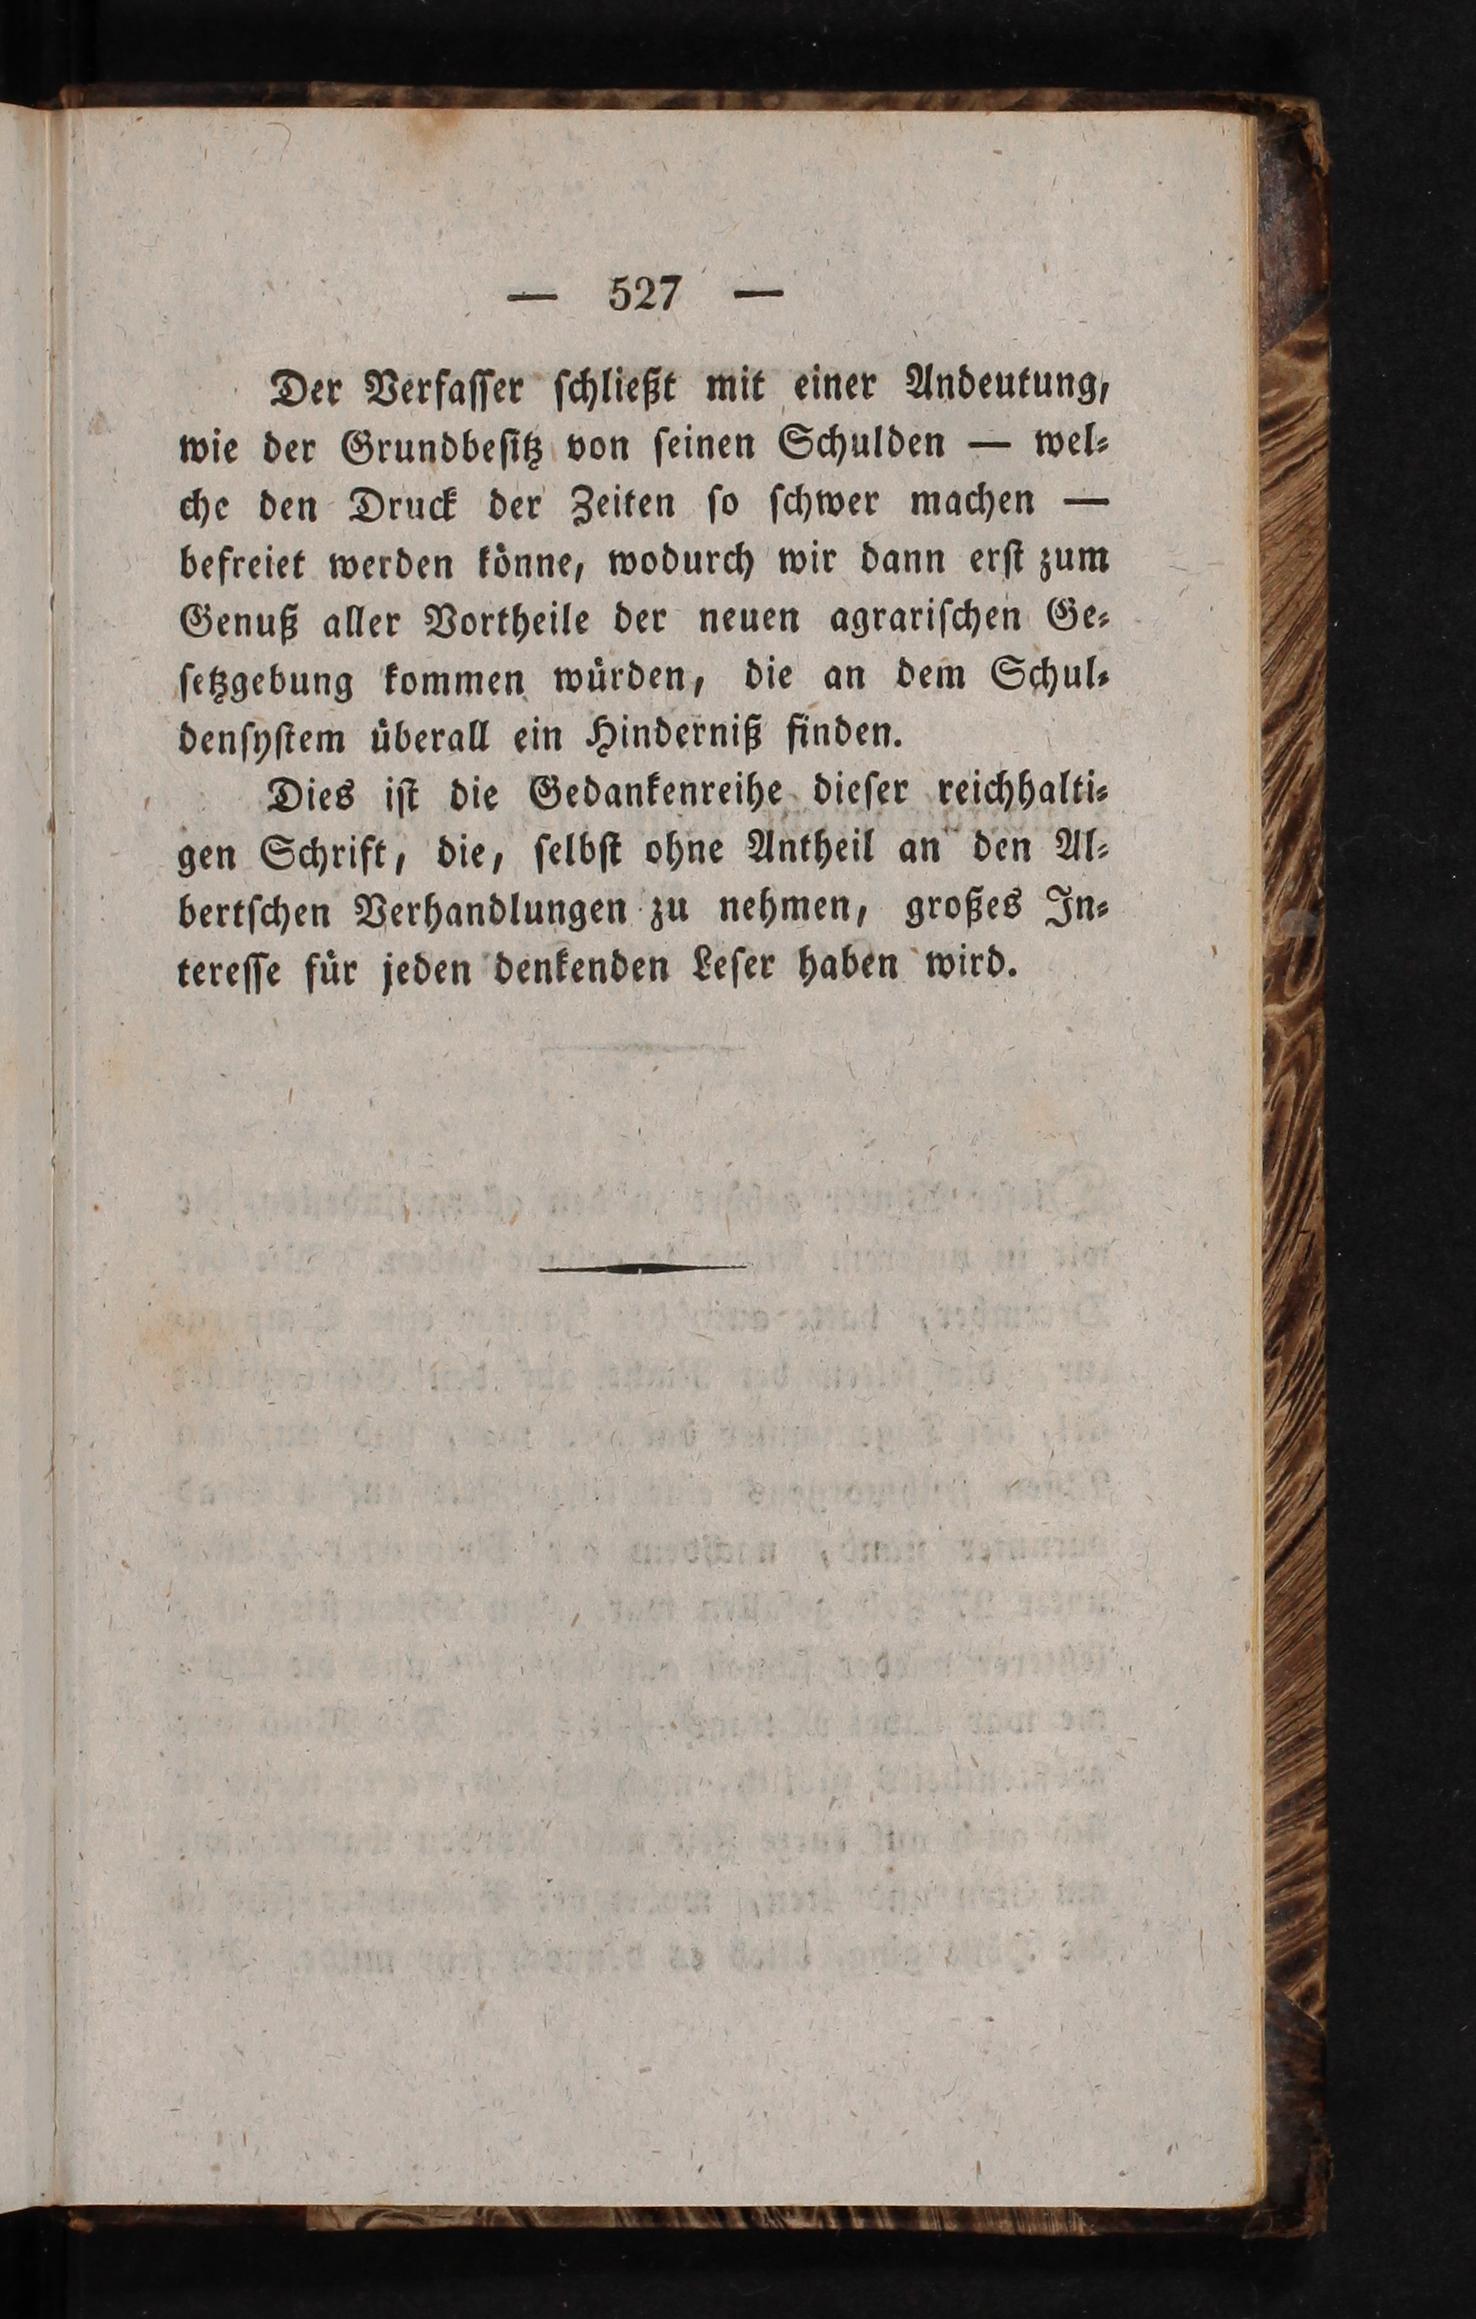 — 527 —
Der Verfaſſer ſchließt mit einer Andeutung,
wie der Grundbeſitz von ſeinen Schulden — wel⸗
che den Druck der Zeiten ſo ſchwer machen —
befreiet werden könne, wodurch wir dann erſt zum
Genuß aller Vortheile der neuen agrariſchen Ge⸗
ſetzgebung kommen würden, die an dem Schul⸗
denſyſtem überall ein Hinderniß finden.
Dies iſt die Gedankenreihe dieſer reichhalti⸗
gen Schrift, die, ſelbſt ohne Antheil an den Al⸗
bertſchen Verhandlungen zu nehmen, großes In⸗
tereſſe für jeden denkenden Leſer haben wird.